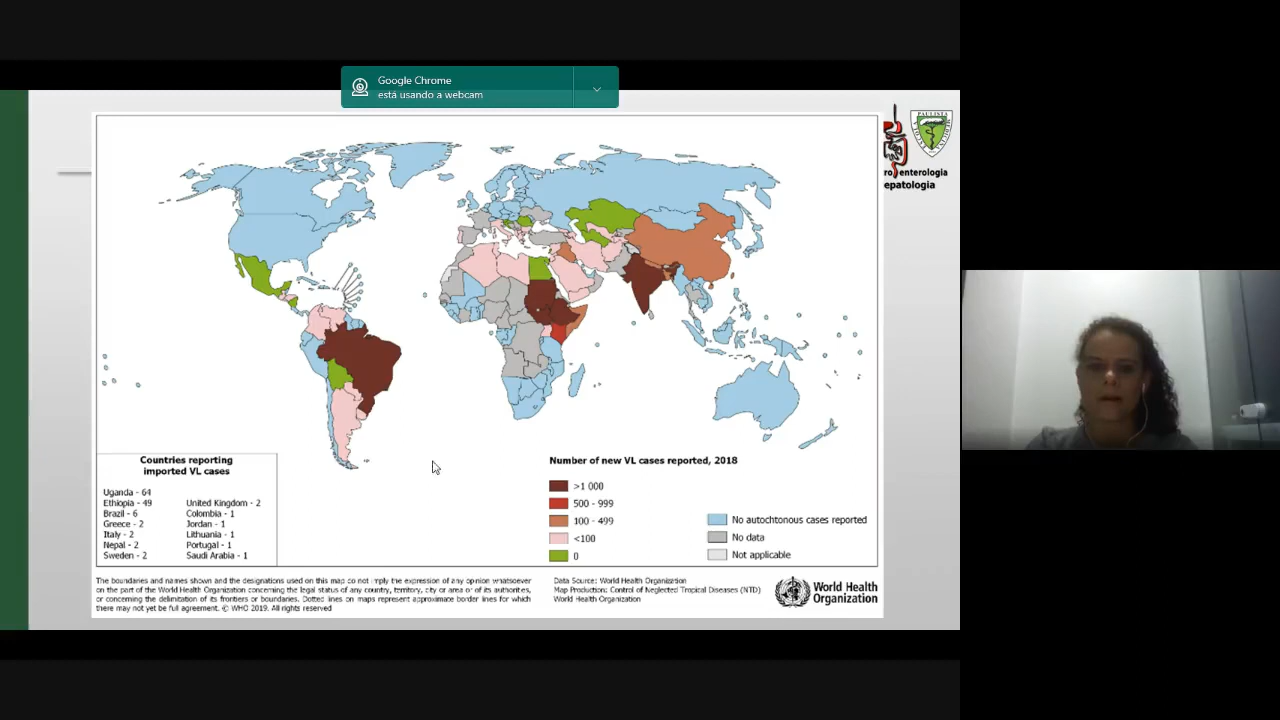 Google Chrome
está usando a webcam
PAULISTA
ro enterologia
epatologia
Countries reporting
imported VL cases
Uganda - 64
Ethiopia - 49
Brazil - 6
Greece - 2
Italy - 2
Nepal - 2
Sweden - 2
United Kingdom - 2
Colombia - 1
Jordan - 1
Lithuania - 1
Portugal - 1
Saudi Arabia - 1
Number of new VL cases reported, 2018
>1 000
500 - 999
100 - 499
<100
0
No autochtonous cases reported
No data
Not applicable
The boundaries and names shown and the designations used on this map do not imply the expression of any opinion whatsoever
on the part of the World Health Organization concerning the legal status of any country, territory, city or area or of its authorities,
or concerning the delimitation of its frontiers or boundaries. Dotted lines on maps represent approximate border lines for which
there may not yet be full agreement. © WHO 2019. All rights reserved
Data Source: World Health Organization
Map Production: Control of Neglected Tropical Diseases (NTD)
World Health Organization
World Health
Organization